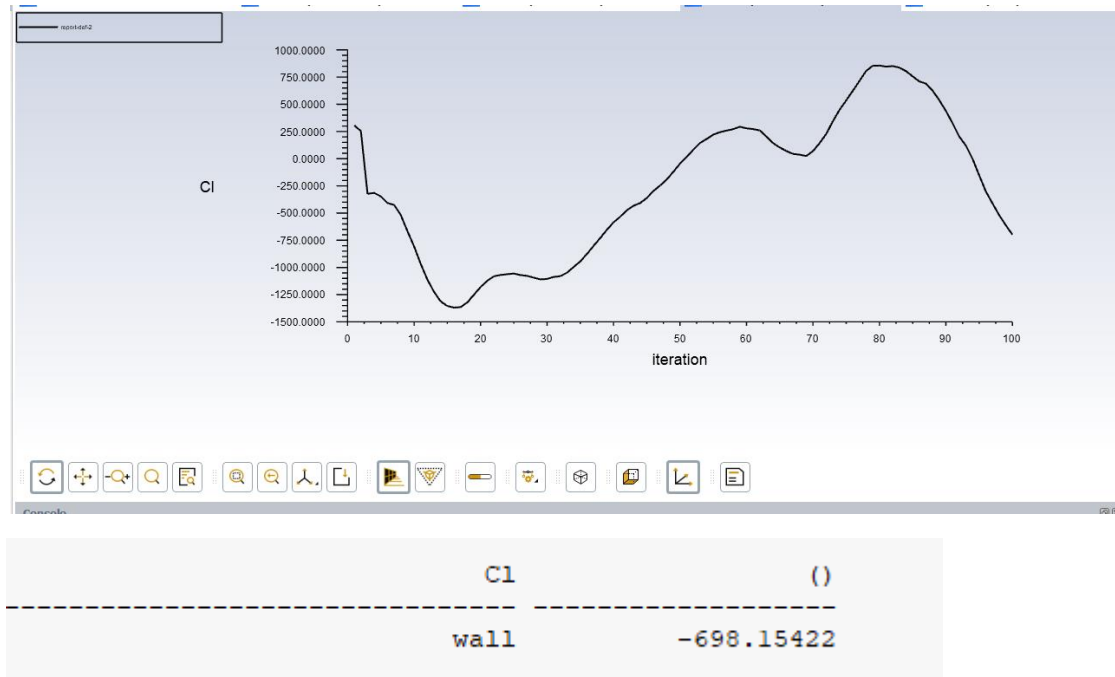 report-def-2
1000.0000
750.0000
500.0000
250.0000
0.0000
-250.0000
-500.0000
-750.0000
-1000.0000
-1250.0000
-1500.0000
Cl
0 10 20 30 40 50 60 70 80 90 100
iteration
Console
Cl ()
-------------------------------- -------------------
wall -698.15422